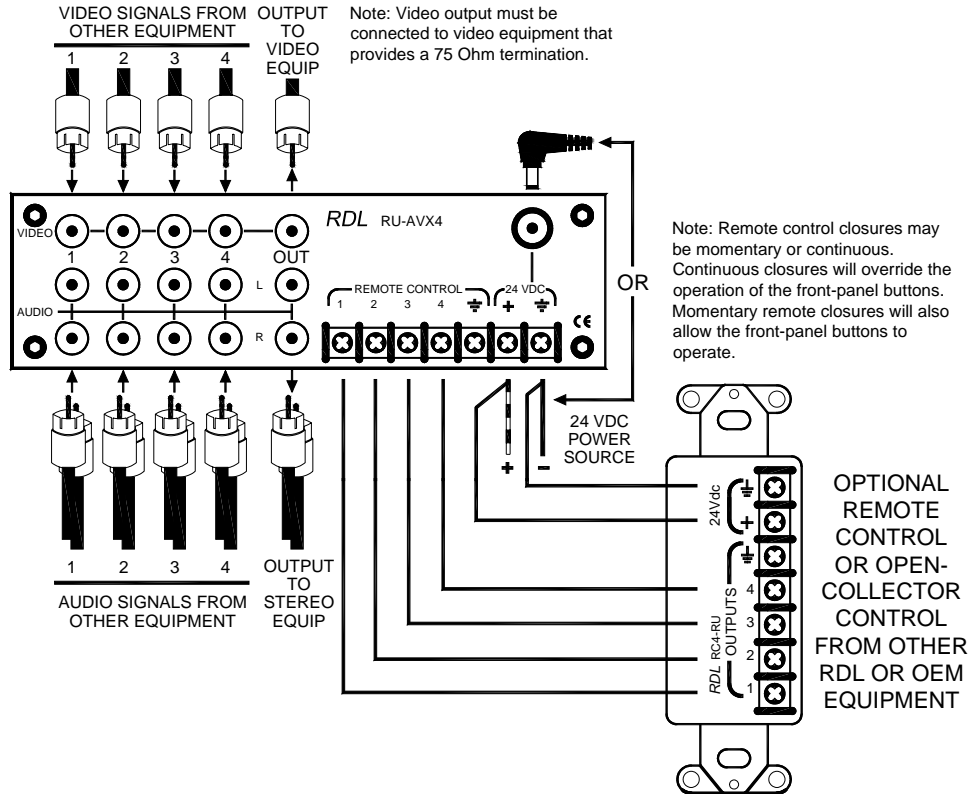 VIDEO SIGNALS FROM
OTHER EQUIPMENT
1 2 3 4
OUTPUT
TO
VIDEO
EQUIP
Note: Video output must be
connected to video equipment that
provides a 75 Ohm termination.
RDL RU-AVX4
VIDEO
1 2 3 4 OUT
L
AUDIO
R
REMOTE CONTROL
1 2 3 4
24 VDC
+
CE
OR
Note: Remote control closures may
be momentary or continuous.
Continuous closures will override the
operation of the front-panel buttons.
Momentary remote closures will also
allow the front-panel buttons to
operate.
24 VDC
POWER
SOURCE
+ -
1 2 3 4
AUDIO SIGNALS FROM
OTHER EQUIPMENT
OUTPUT
TO
STEREO
EQUIP
24Vdc
+
RDL RC4-RU
OUTPUTS
4
3
2
1
OPTIONAL
REMOTE
CONTROL
OR OPEN-
COLLECTOR
CONTROL
FROM OTHER
RDL OR OEM
EQUIPMENT